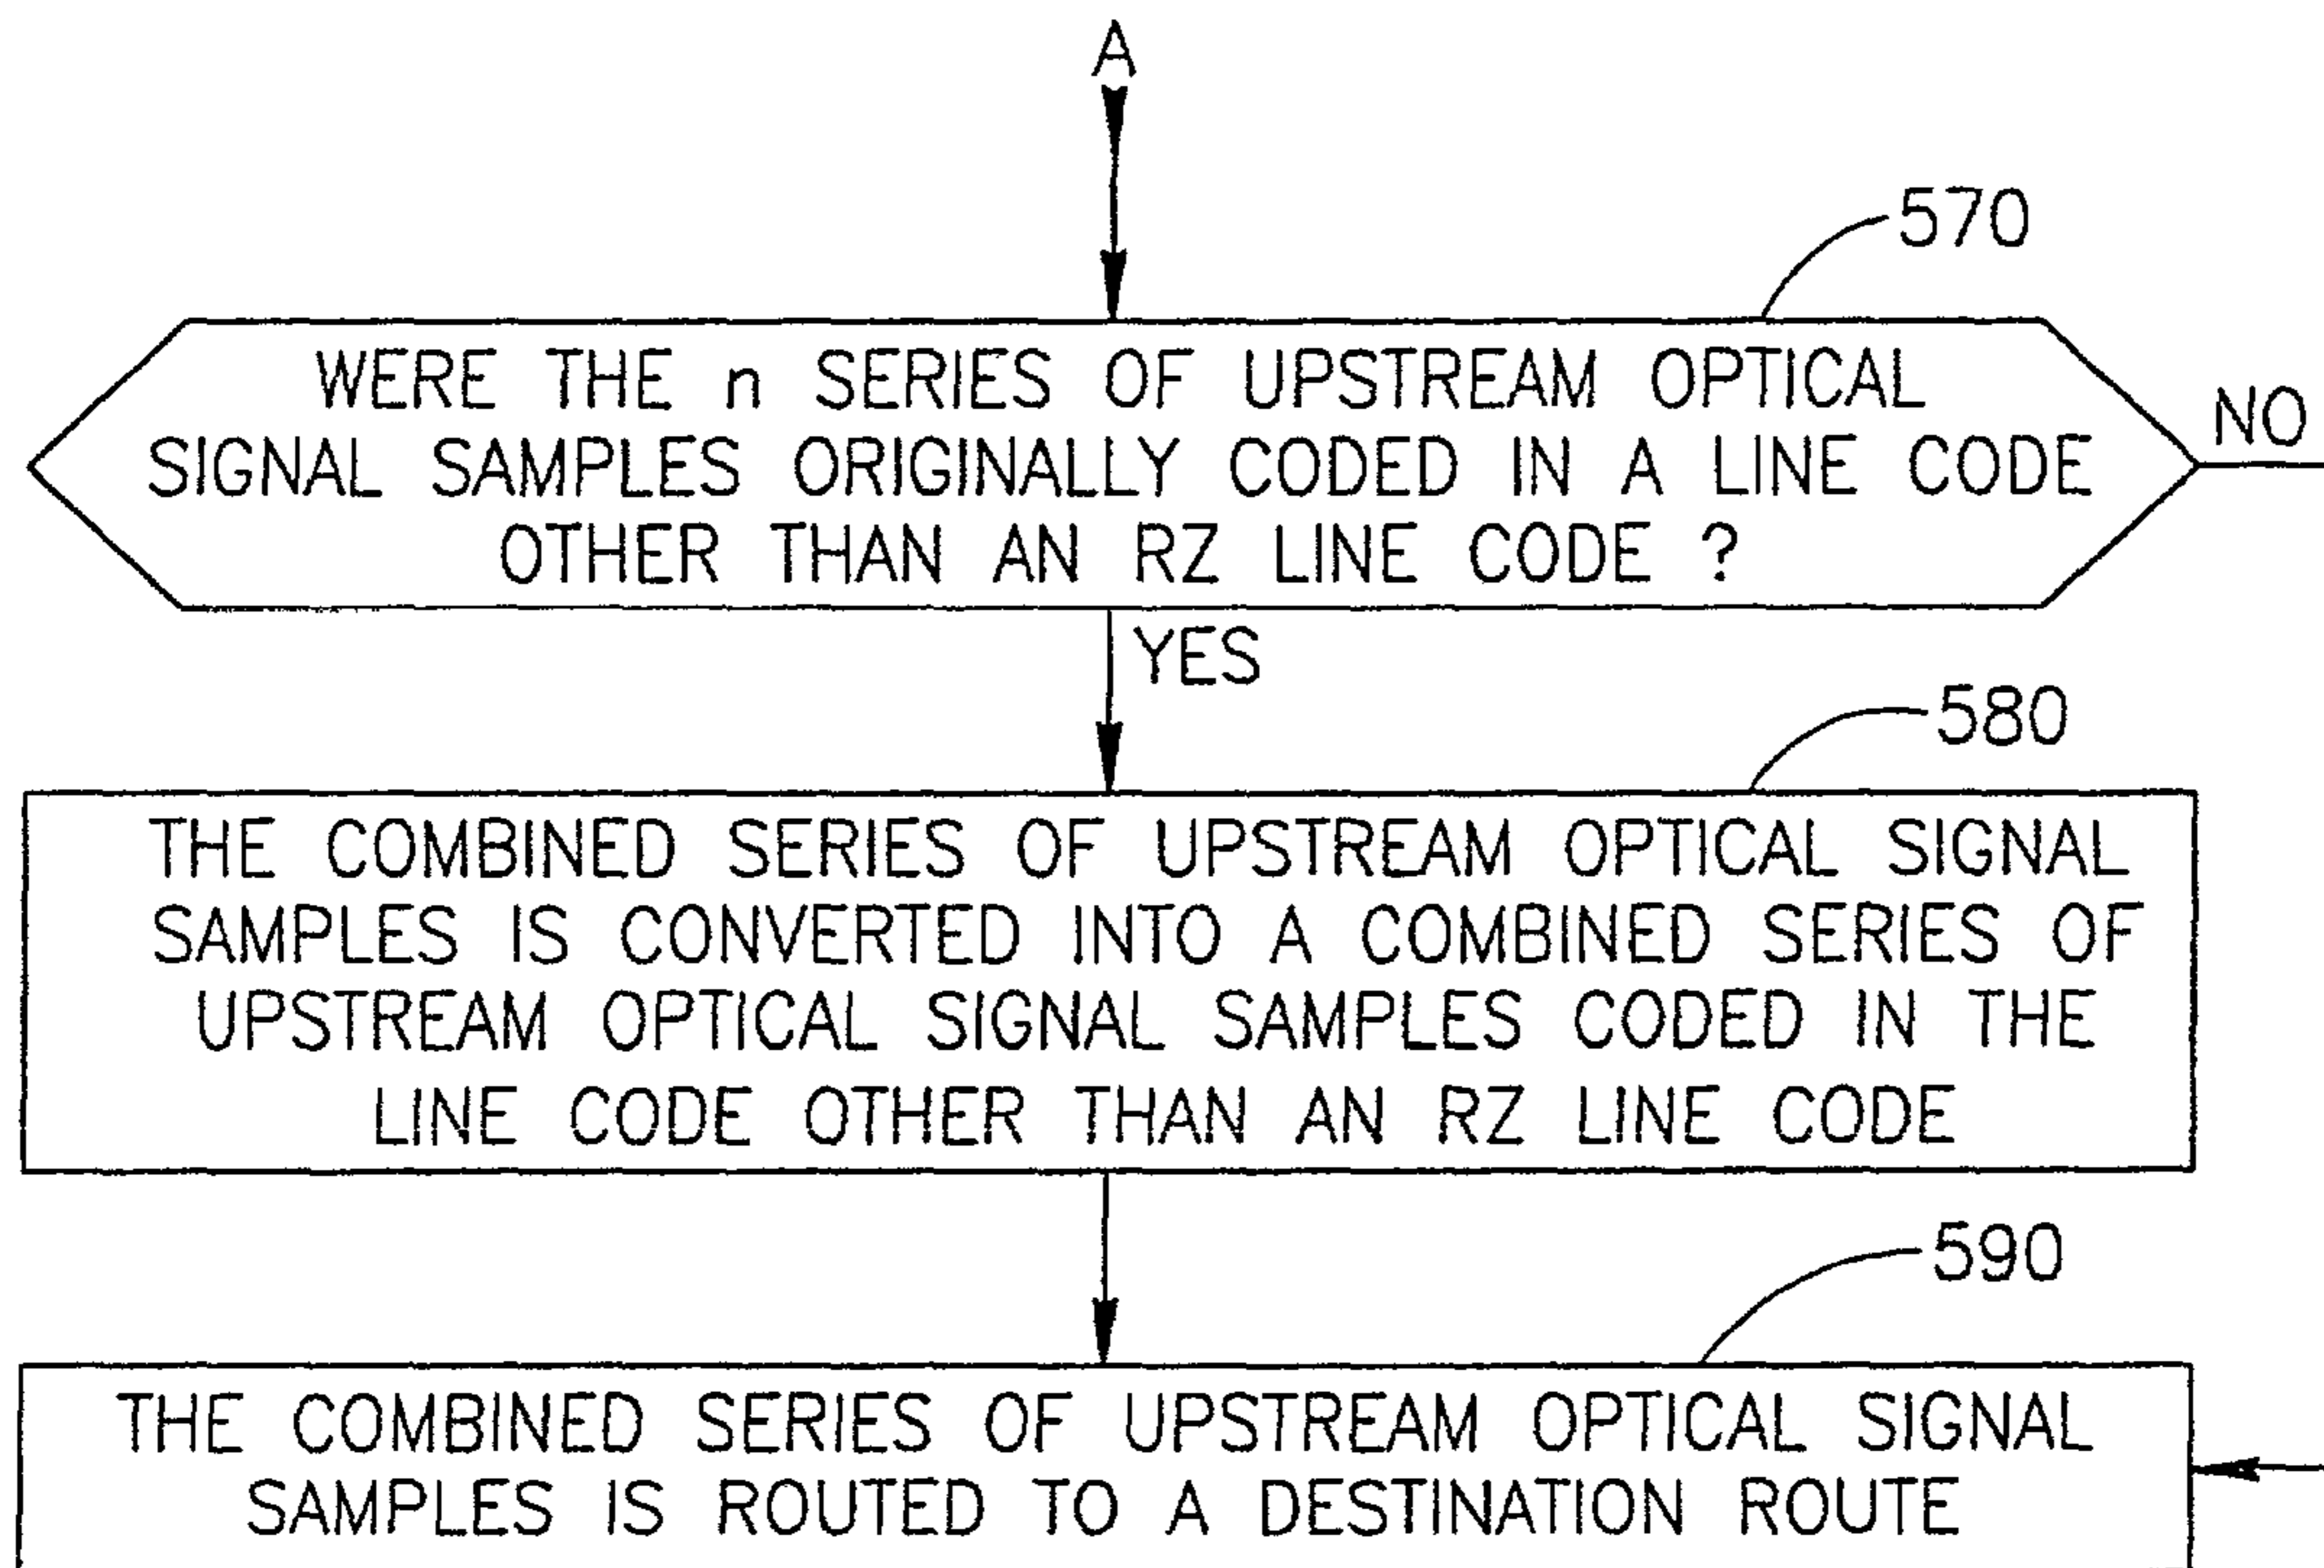 A
570
WERE THE n SERIES OF UPSTREAM OPTICAL
SIGNAL SAMPLES ORIGINALLY CODED IN A LINE CODE
OTHER THAN AN RZ LINE CODE ?
NO
YES
580
THE COMBINED SERIES OF UPSTREAM OPTICAL SIGNAL
SAMPLES IS CONVERTED INTO A COMBINED SERIES OF
UPSTREAM OPTICAL SIGNAL SAMPLES CODED IN THE
LINE CODE OTHER THAN AN RZ LINE CODE
590
THE COMBINED SERIES OF UPSTREAM OPTICAL SIGNAL
SAMPLES IS ROUTED TO A DESTINATION ROUTE